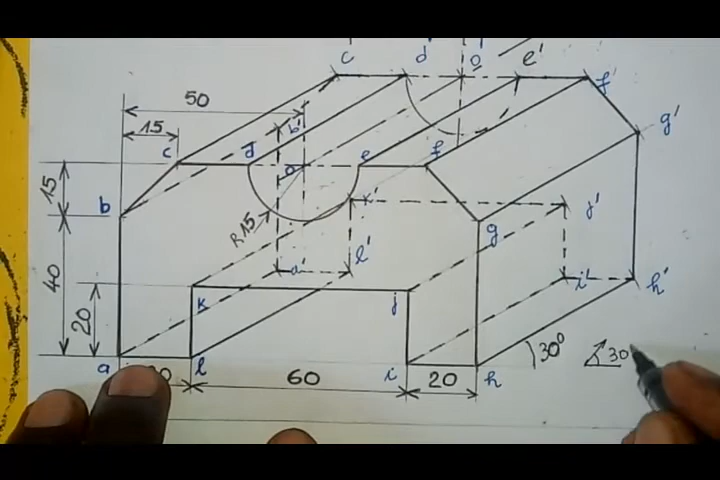 c' d' o' e' f'
50
15 b' g'
c d o e f
15
b R15 k' j' g
40 a' l' i' h'
20 k j
30° 30
a l i h
60 20